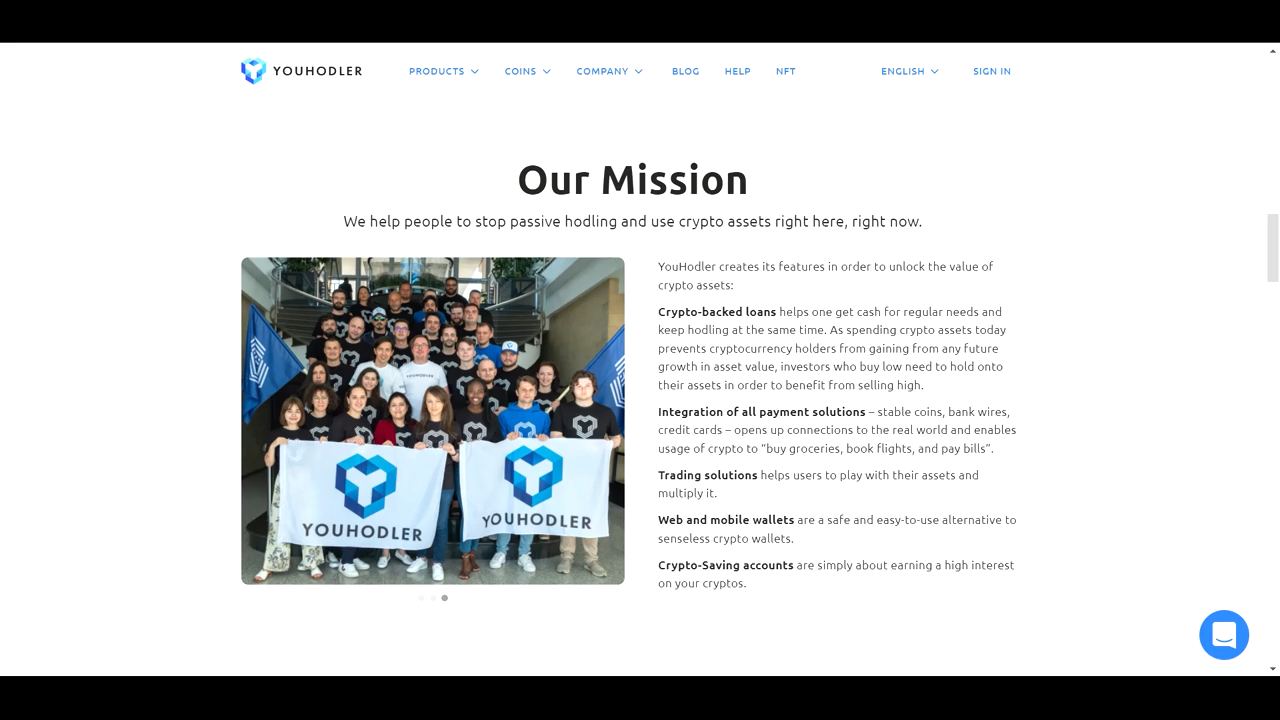 YOUHODLER
PRODUCTS COINS COMPANY BLOG HELP NFT ENGLISH SIGN IN
Our Mission
We help people to stop passive hodling and use crypto assets right here, right now.
YouHodler creates its features in order to unlock the value of
crypto assets:
Crypto-backed loans helps one get cash for regular needs and
keep hodling at the same time. As spending crypto assets today
prevents cryptocurrency holders from gaining from any future
growth in asset value, investors who buy low need to hold onto
their assets in order to benefit from selling high.
Integration of all payment solutions – stable coins, bank wires,
credit cards – opens up connections to the real world and enables
usage of crypto to “buy groceries, book flights, and pay bills”.
Trading solutions helps users to play with their assets and
multiply it.
Web and mobile wallets are a safe and easy-to-use alternative to
senseless crypto wallets.
Crypto-Saving accounts are simply about earning a high interest
on your cryptos.
YOUHODLER
YOUHODLER
YOUHODLER